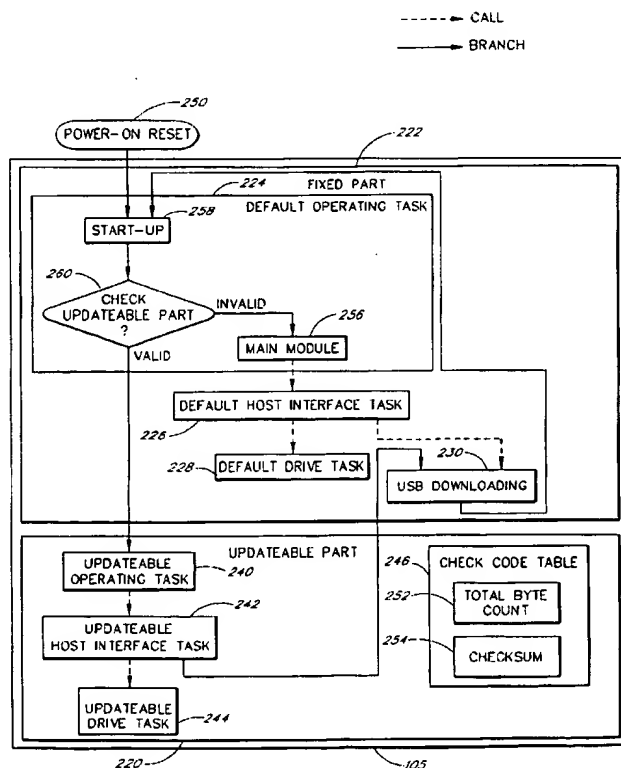 CALL
BRANCH
250
POWER-ON RESET
222
224
FIXED PART
258
DEFAULT OPERATING TASK
START-UP
260
CHECK
UPDATEABLE PART
?
INVALID
256
VALID
MAIN MODULE
DEFAULT HOST INTERFACE TASK
226
230
228
DEFAULT DRIVE TASK
USB DOWNLOADING
UPDATEABLE PART
UPDATEABLE
OPERATING TASK
240
246
CHECK CODE TABLE
242
252
TOTAL BYTE
COUNT
UPDATEABLE
HOST INTERFACE TASK
254
CHECKSUM
UPDATEABLE
DRIVE TASK
244
220
105